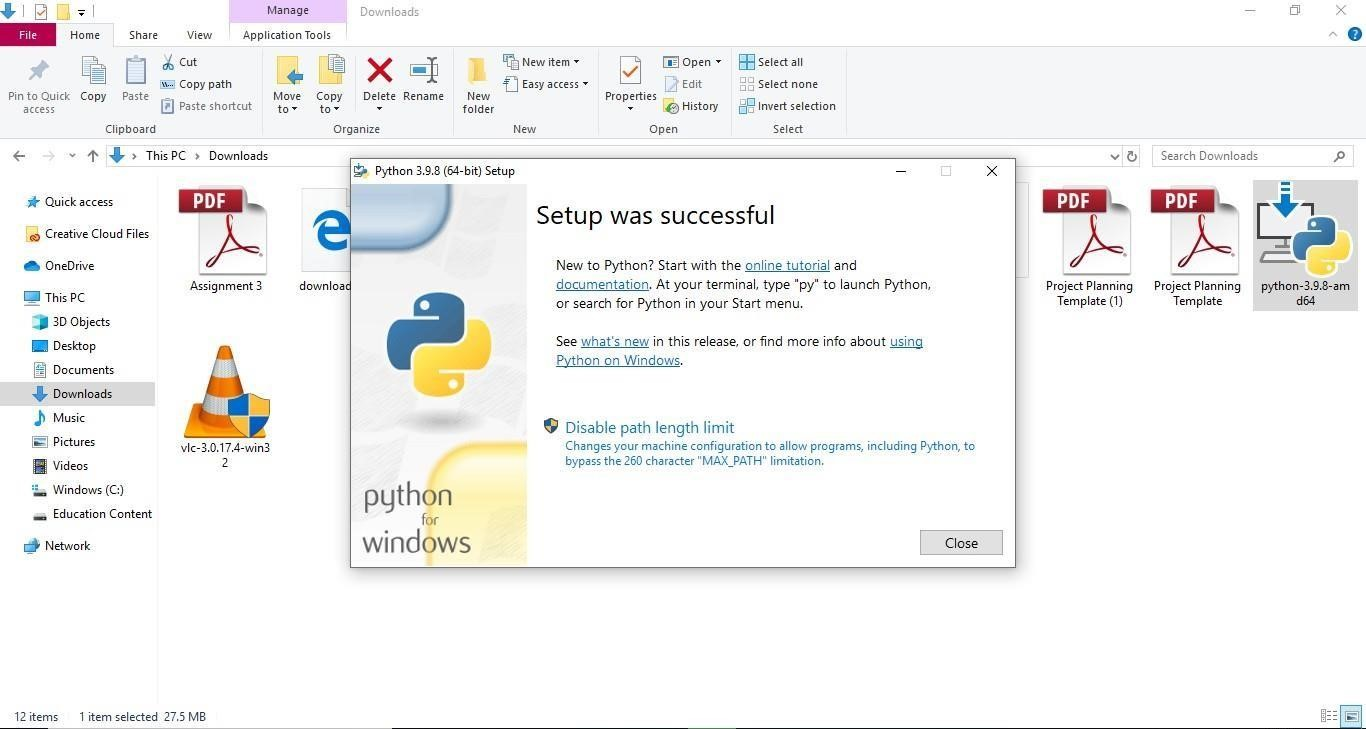 Manage
Downloads
File
Home
Share
View
Application Tools
Pin to Quick
access
Copy
Paste
Cut
Copy path
Paste shortcut
Clipboard
Move
to
Copy
to
Delete
Rename
Organize
New
folder
New item
Easy access
New
Properties
Open
Edit
History
Open
Select all
Select none
Invert selection
Select
This PC
Downloads
Search Downloads
Quick access
Creative Cloud Files
OneDrive
This PC
3D Objects
Desktop
Documents
Downloads
Music
Pictures
Videos
Windows (C:)
Education Content
Network
PDF
Assignment 3
download
vlc-3.0.17.4-win3
2
Python 3.9.8 (64-bit) Setup
Setup was successful
New to Python? Start with the online tutorial and
documentation. At your terminal, type "py" to launch Python,
or search for Python in your Start menu.
See what's new in this release, or find more info about using
Python on Windows.
Disable path length limit
Changes your machine configuration to allow programs, including Python, to
bypass the 260 character "MAX_PATH" limitation.
python
for
windows
Close
PDF
Project Planning
Template (1)
PDF
Project Planning
Template
python-3.9.8-am
d64
12 items
1 item selected 27.5 MB